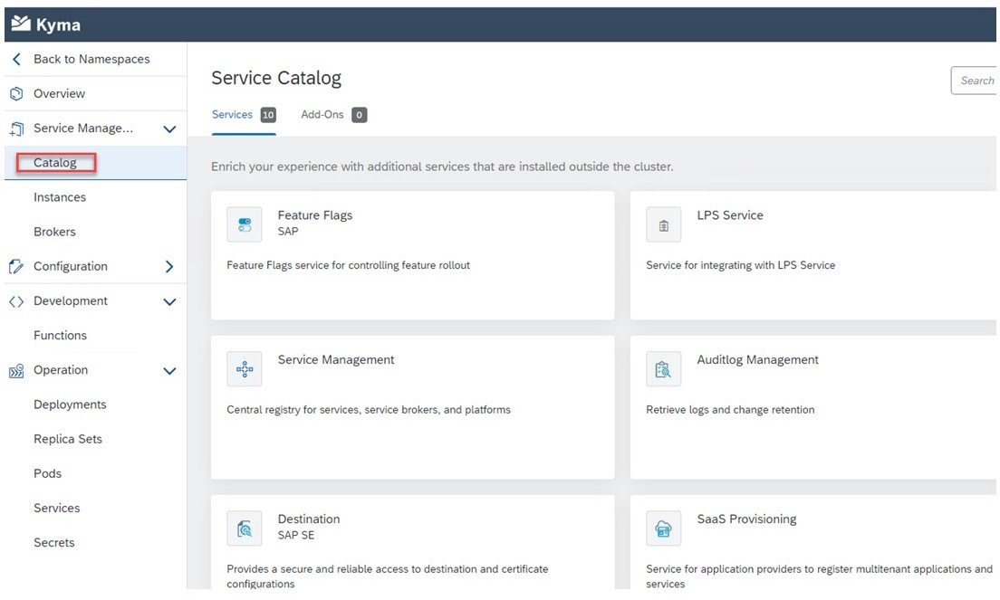 Kyma
Back to Namespaces
Overview
Service Manage...
Catalog
Instances
Brokers
Configuration
Development
Functions
Operation
Deployments
Replica Sets
Pods
Services
Secrets
Service Catalog
Search
Services 10
Add-Ons 0
Enrich your experience with additional services that are installed outside the cluster.
Feature Flags
SAP
Feature Flags service for controlling feature rollout
LPS Service
Service for integrating with LPS Service
Service Management
Central registry for services, service brokers, and platforms
Auditlog Management
Retrieve logs and change retention
Destination
SAP SE
Provides a secure and reliable access to destination and certificate
configurations
SaaS Provisioning
Service for application providers to register multitenant applications and
services